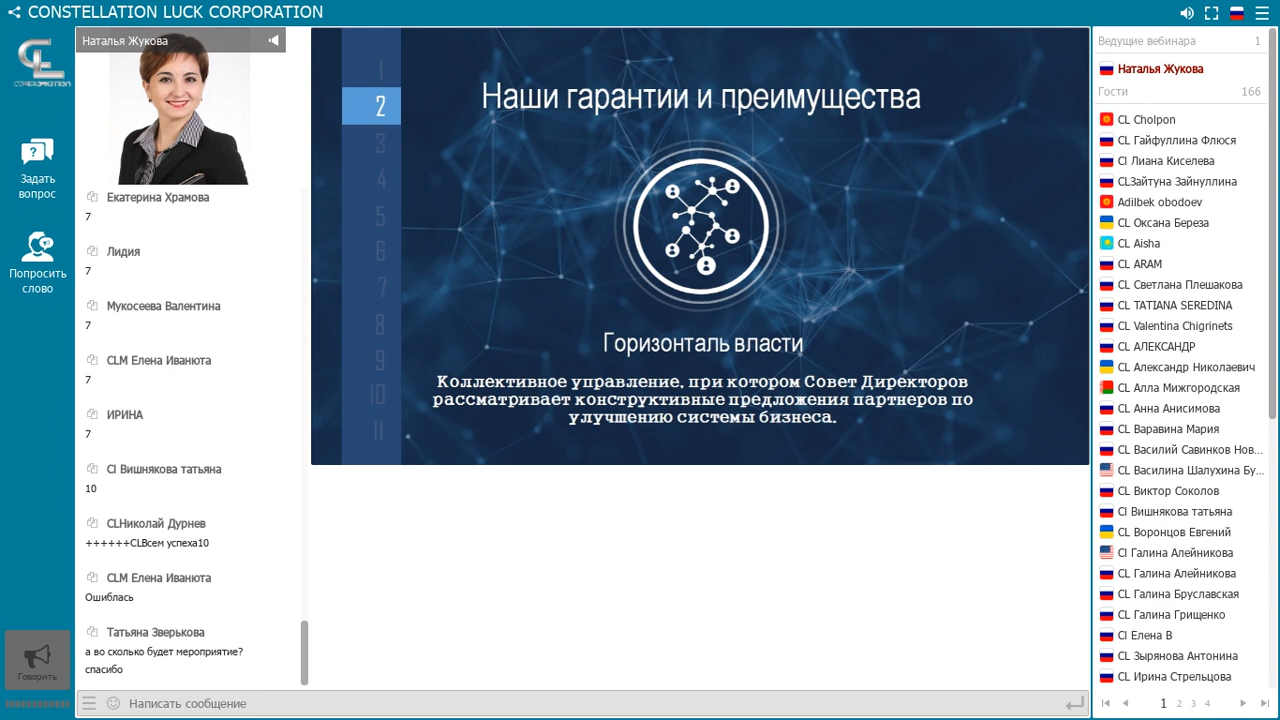 CONSTELLATION LUCK CORPORATION
CL
CORPORATION
Задать
вопрос
Попросить
слово
Говорить
Наталья Жукова
Екатерина Храмова
7
Лидия
7
Мукосеева Валентина
7
CLM Елена Иванюта
7
ИРИНА
7
Cl Вишнякова татьяна
10
CLНиколай Дурнев
++++++CLВсем успеха10
CLM Елена Иванюта
Ошиблась
Татьяна Зверькова
а во сколько будет мероприятие?
спасибо
Написать сообщение
1
2
3
4
5
6
7
8
9
10
11
Наши гарантии и преимущества
Горизонталь власти
Коллективное управление, при котором Совет Директоров
рассматривает конструктивные предложения партнеров по
улучшению системы бизнеса.
Ведущие вебинара 1
Наталья Жукова
Гости 166
CL Cholpon
CL Гайфуллина Флюся
Cl Лиана Киселева
CLЗайтуна Зайнуллина
Adilbek obodoev
CL Оксана Береза
CL Aisha
CL ARAM
CL Светлана Плешакова
CL TATIANA SEREDINA
CL Valentina Chigrinets
CL АЛЕКСАНДР
CL Александр Николаевич
CL Алла Мижгородская
CL Анна Анисимова
CL Варавина Мария
CL Василий Савинков Нов...
CL Василина Шалухина Бу...
CL Виктор Соколов
Cl Вишнякова татьяна
CL Воронцов Евгений
Cl Галина Алейникова
CL Галина Алейникова
CL Галина Бруславская
CL Галина Грищенко
Cl Елена В
CL Зырянова Антонина
CL Ирина Стрельцова
1 2 3 4